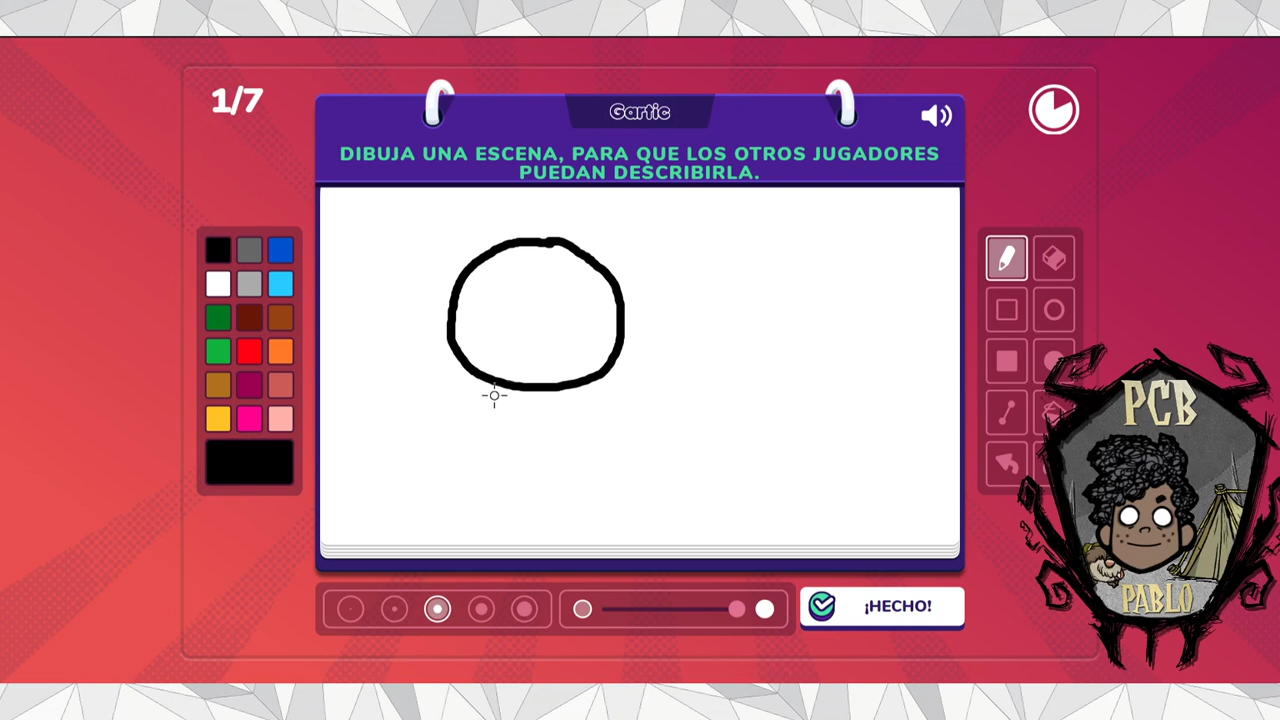 1/7
Gartic
DIBUJA UNA ESCENA, PARA QUE LOS OTROS JUGADORES
PUEDAN DESCRIBIRLA.
PCB
PABLO
¡HECHO!